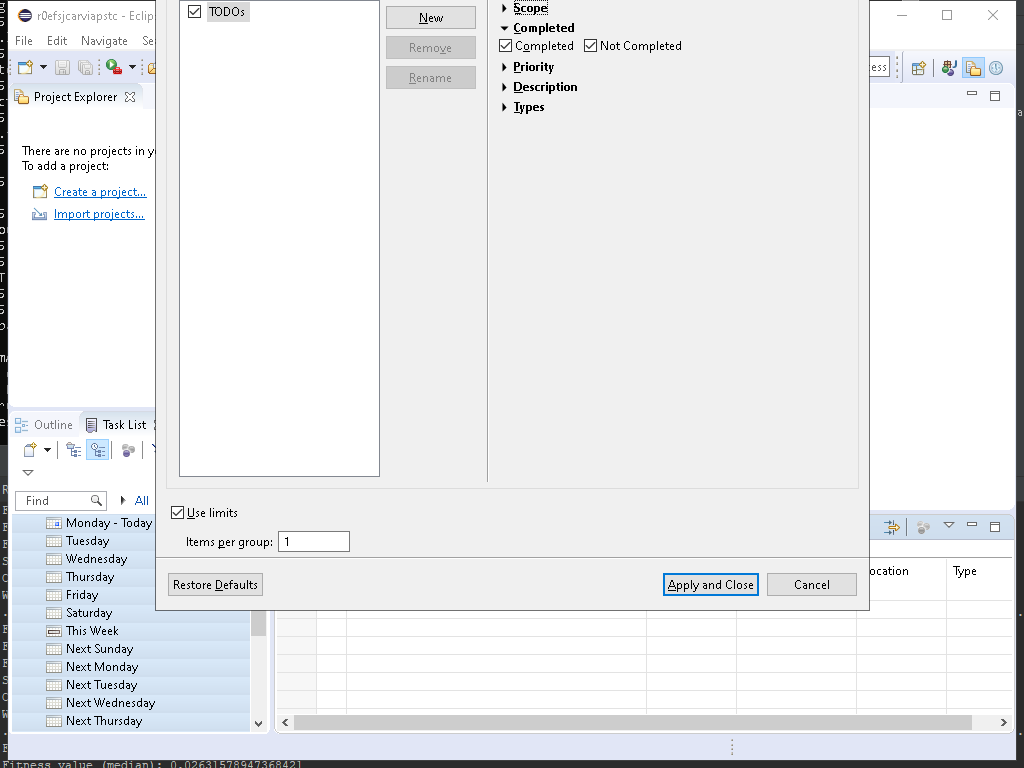 r0efsjcarviapstc - Eclip
File Edit Navigate Se
Project Explorer
There are no projects in y
To add a project:
Create a project...
Import projects...
TODOs
New
Remove
Rename
Scope
Completed
Completed Not Completed
Priority
Description
Types
ess
Outline Task List
Find All
Monday - Today
Tuesday
Wednesday
Thursday
Friday
Saturday
This Week
Next Sunday
Next Monday
Next Tuesday
Next Wednesday
Next Thursday
Use limits
Items per group: 1
Restore Defaults Apply and Close Cancel
ocation Type
Fitness value (median): 0.02631578947368421